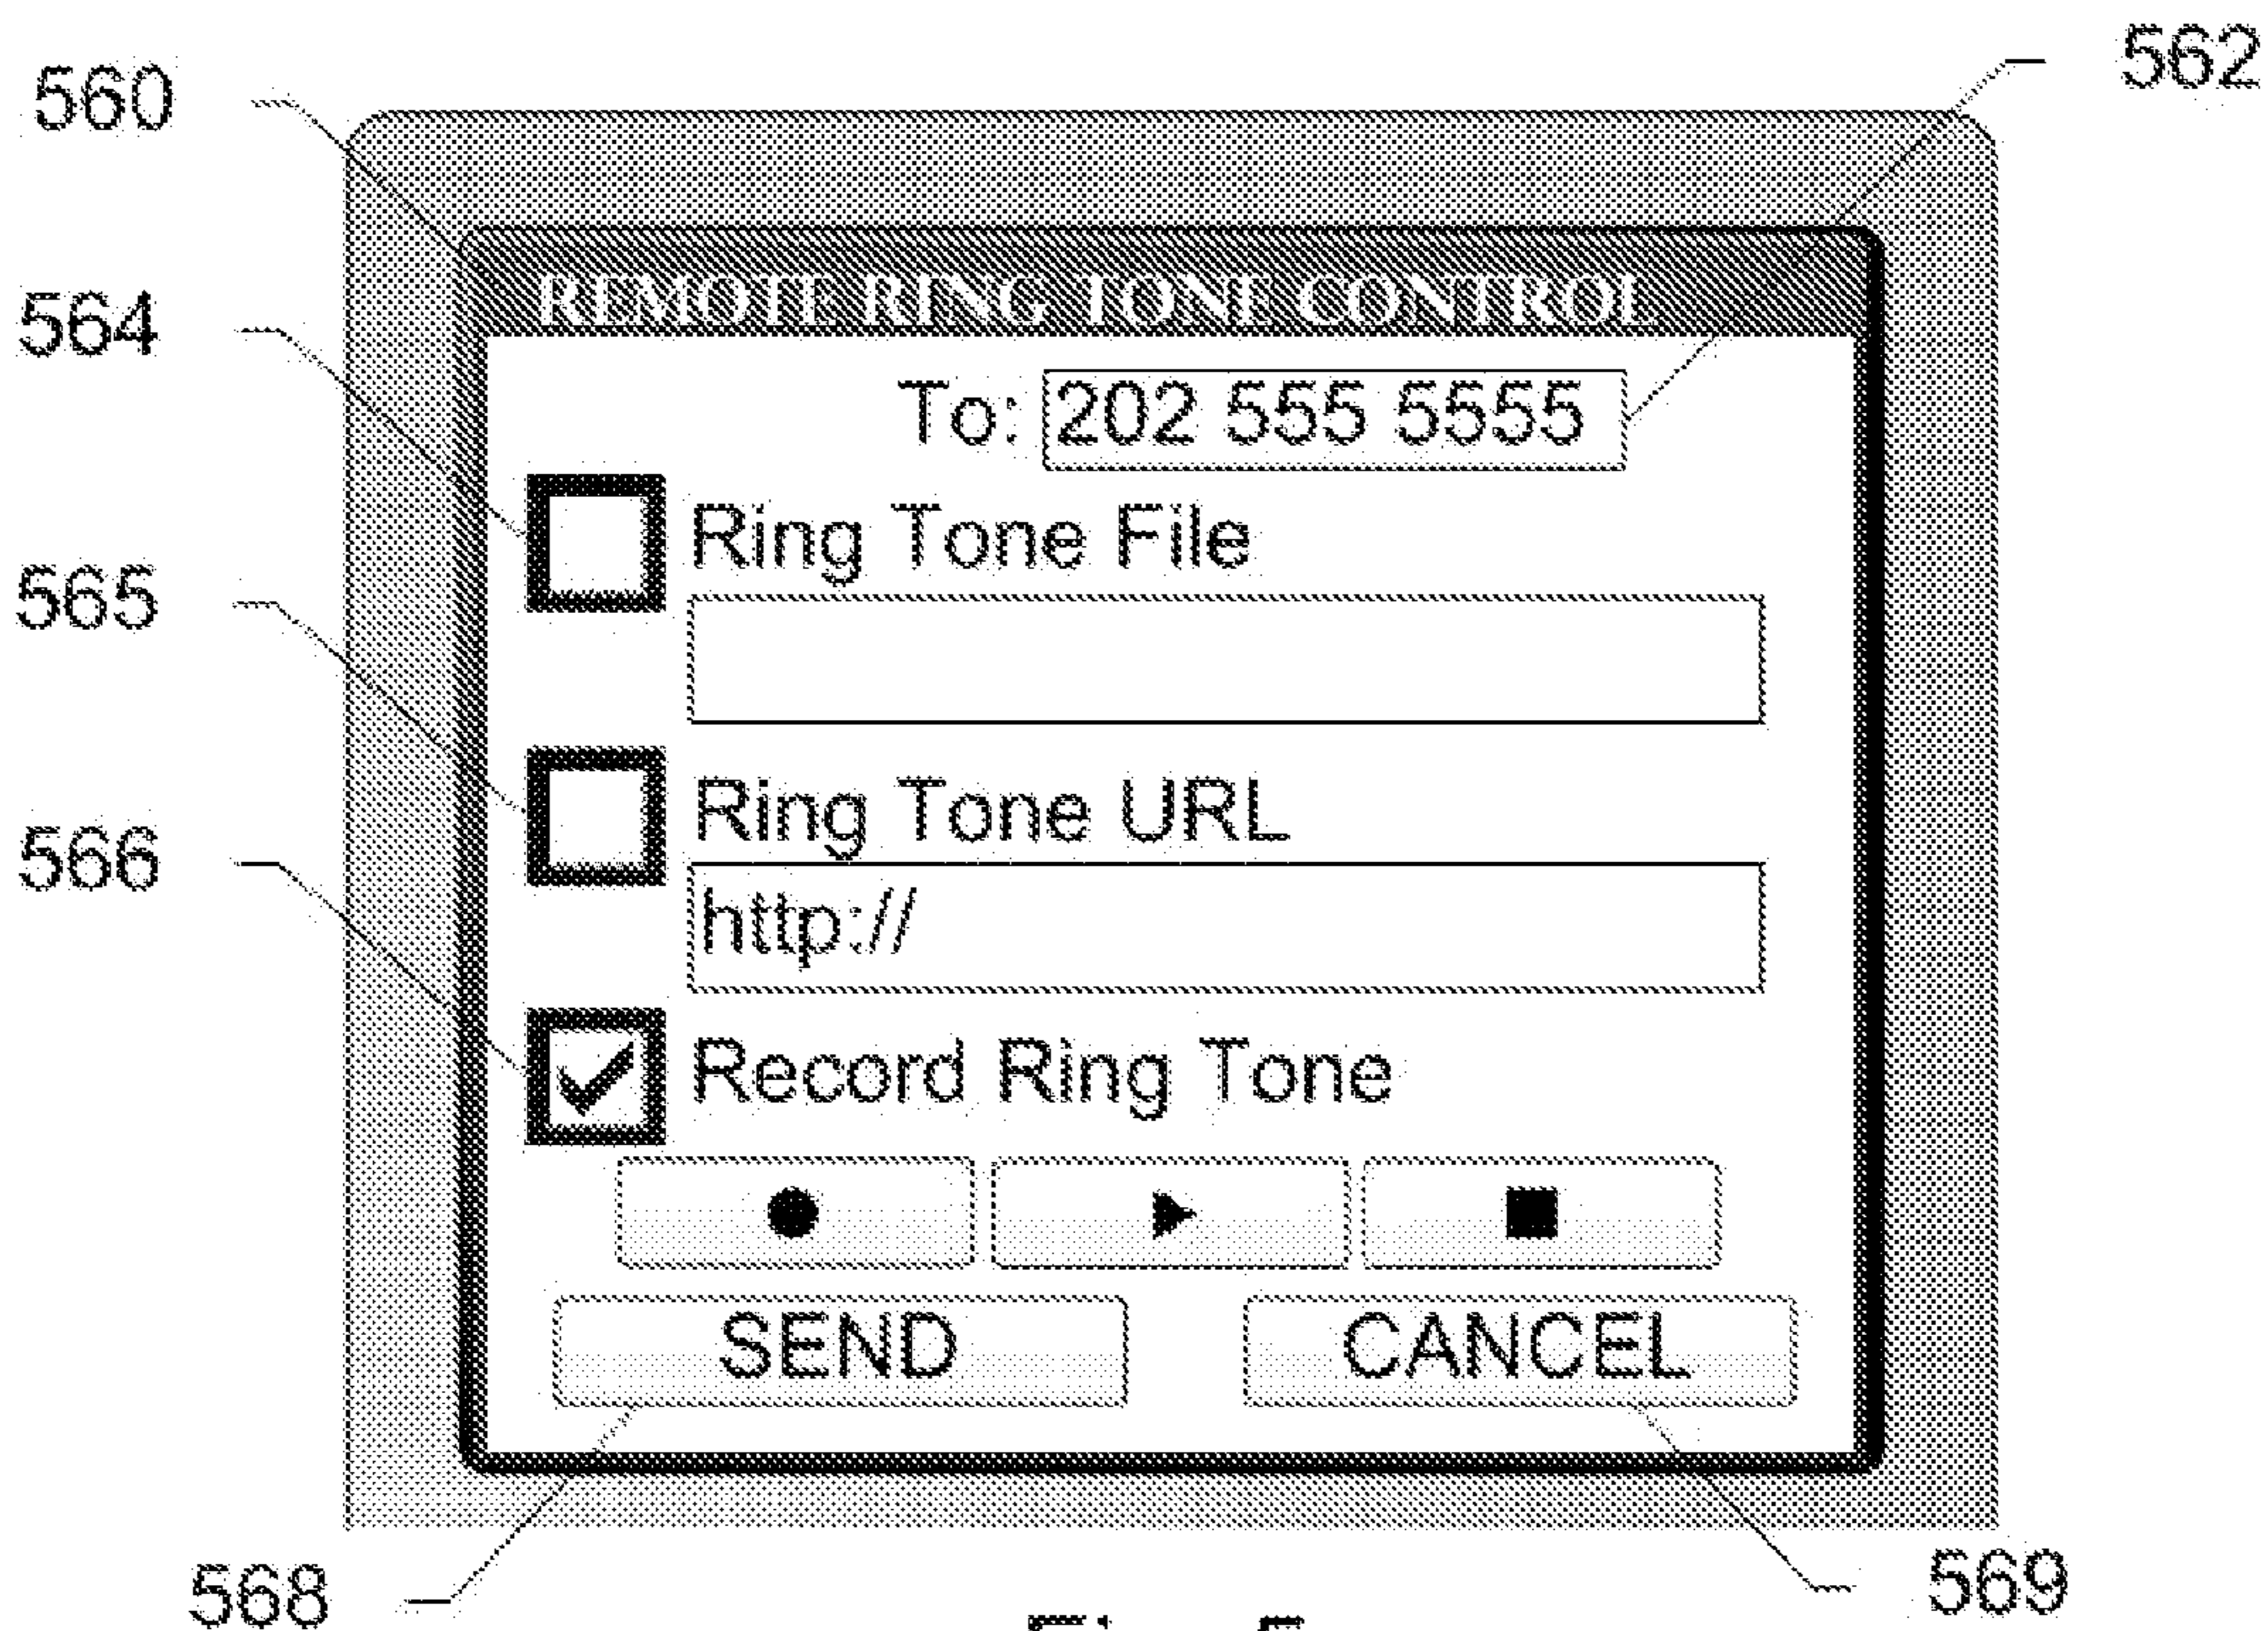 560
562
REMOTE RING TONE CONTROL
564
To: 202 555 5555
Ring Tone File
565
Ring Tone URL
566
http://
Record Ring Tone
SEND CANCEL
568
569